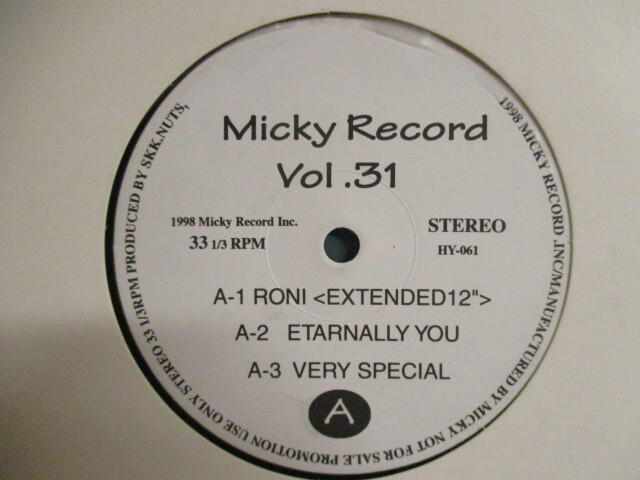 Micky Record
Vol .31
1998 Micky Record Inc.
33 1/3 RPM
STEREO
HY-061
A-1 RONI <EXTENDED12">
A-2 ETARNALLY YOU
A-3 VERY SPECIAL
A
1998 MICKY RECORD .INC/MANUFACTURED BY MICKY NOT FOR SALE PROMOTION USE ONLY STEREO 33 1/3RPM PRODUCED BY SKK.NUTS,